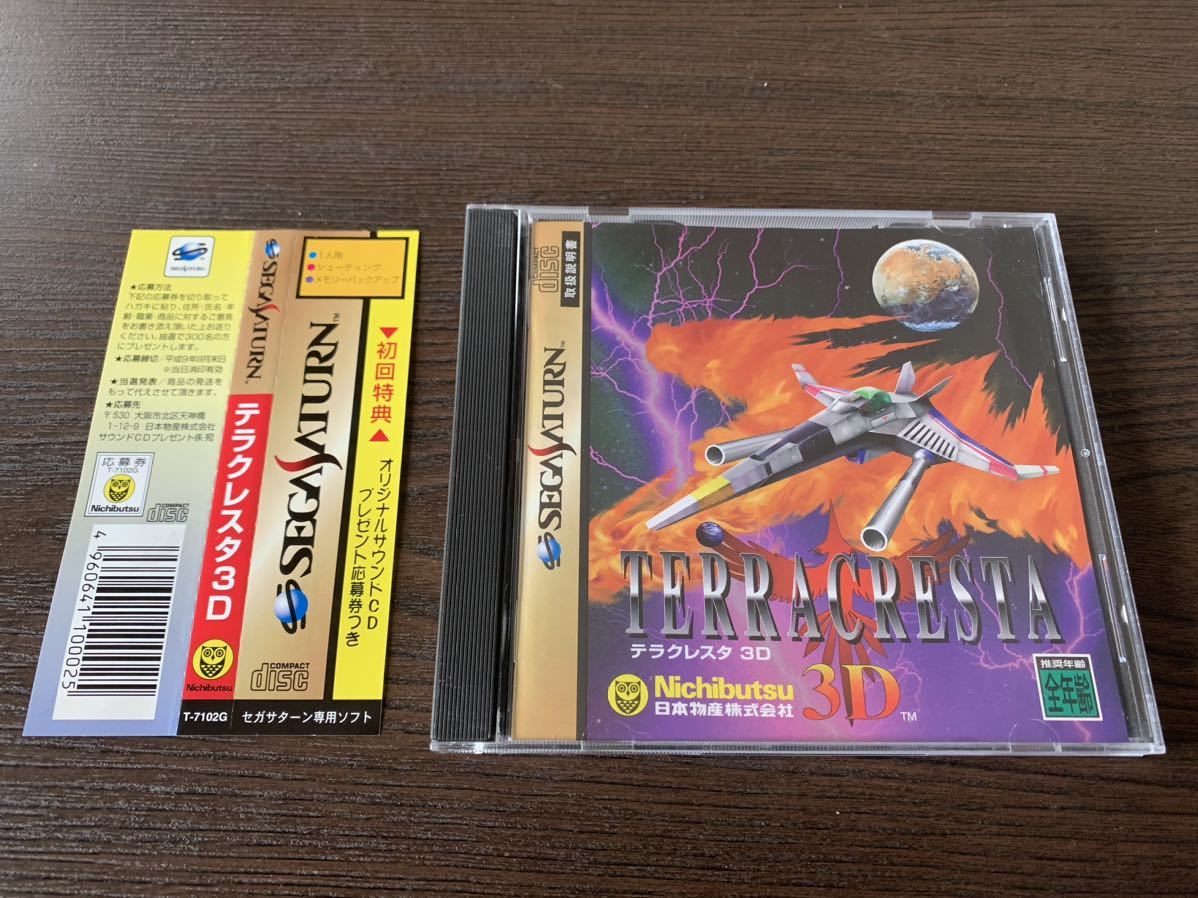 SEGA SATURN
★応募方法
下記の応募券を切り取って
ハガキに貼り、住所・氏名・年
齢・職業・商品に対するご意見
をお書き添え頂いた上お送り
ください。抽選で300名の方
にプレゼントします。
★応募締切/平成9年9月末日
※当日消印有効
★当選発表/商品の発送を
もって代えさせて頂きます。
★応募先
〒530 大阪市北区天神橋
1-12-9 日本物産株式会社
サウンドCDプレゼント係宛
応募券
T-7102G
Nichibutsu
COMPACT
disc
4 960641 100025
SEGA SATURN
テラクレスタ3D
Nichibutsu
T-7102G
●1人用
●シューティング
●メモリーバックアップ
SEGA SATURN™
COMPACT
disc
セガサターン専用ソフト
▼初回特典▲
オリジナルサウンドCD
プレゼント応募券つき
COMPACT
disc
取扱説明書
SEGA SATURN™
TERRACRESTA
テラクレスタ 3D
3D™
Nichibutsu
日本物産株式会社
推奨年齢
全年齢